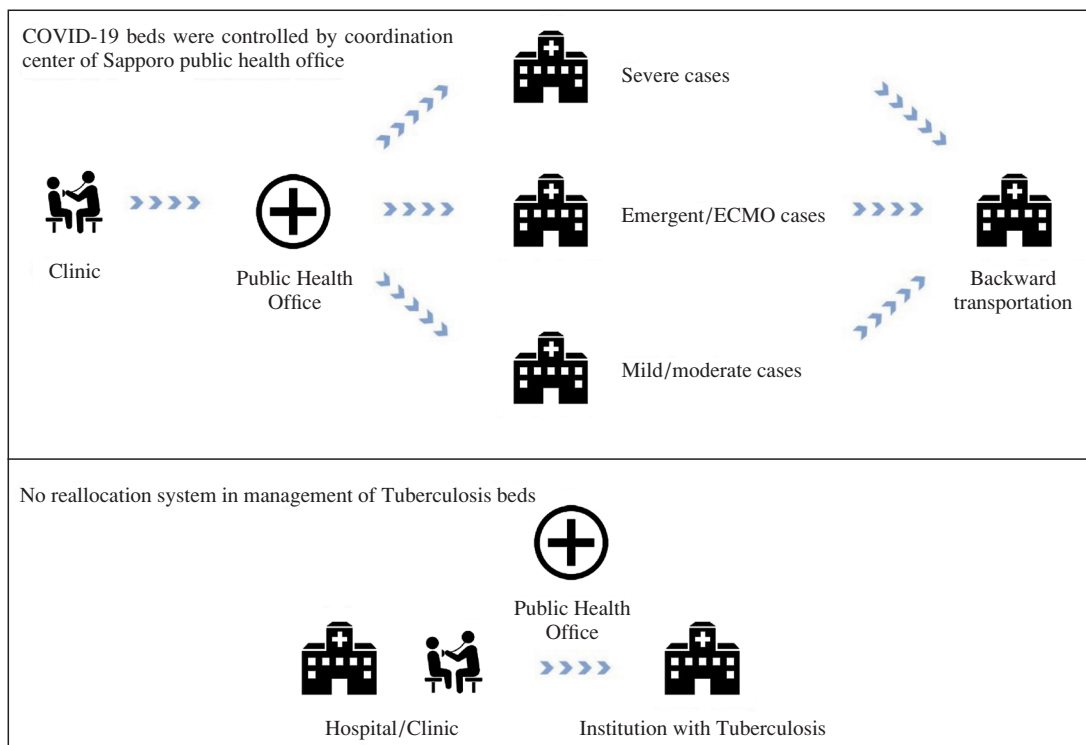 COVID-19 beds were controlled by coordination
center of Sapporo public health office
Severe cases
Clinic
Public Health
Office
Emergent/ECMO cases
Backward
transportation
Mild/moderate cases
No reallocation system in management of Tuberculosis beds
Public Health
Office
Hospital/Clinic
Institution with Tuberculosis